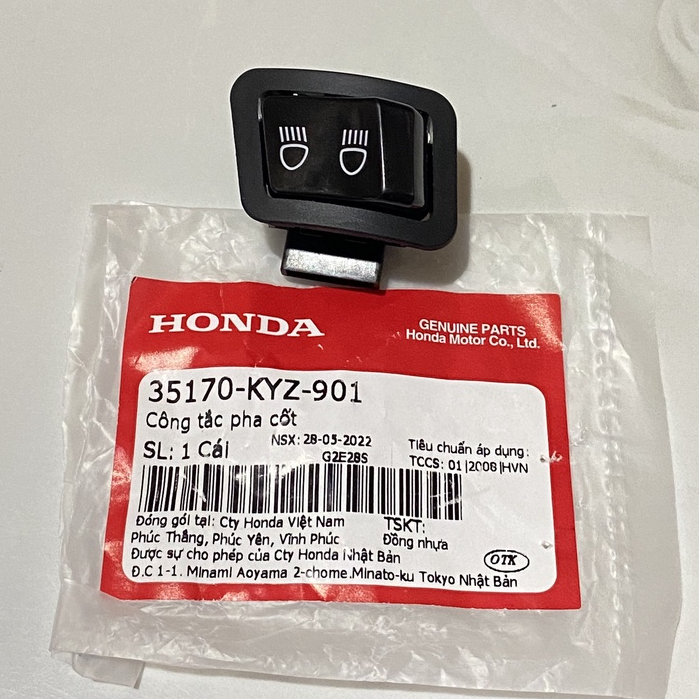 HONDA
GENUINE PARTS
Honda Motor Co., Ltd.
35170-KYZ-901
Công tắc pha cốt
SL: 1 Cái
NSX: 28-05-2022
G2E28S
Tiêu chuẩn áp dụng:
TCCS: 01|2008|HVN
Đóng gói tại: Cty Honda Việt Nam
Phúc Thắng, Phúc Yên, Vĩnh Phúc
TSKT:
Đồng nhựa
Được sự cho phép của Cty Honda Nhật Bản
OTK
Đ.C 1-1. Minami Aoyama 2-chome.Minato-ku Tokyo Nhật Bản